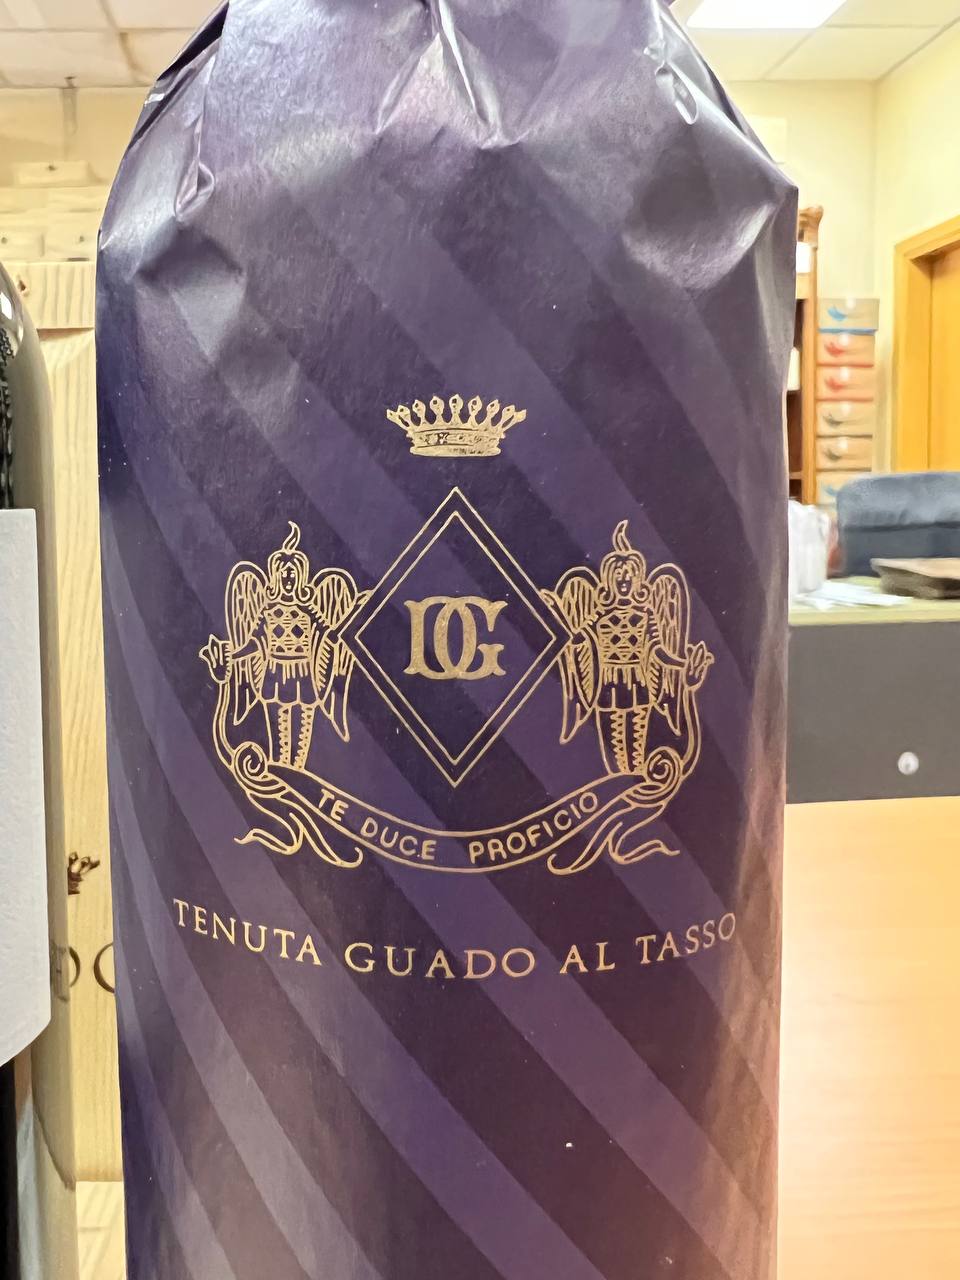 DG
TE DUCE PROFICIO
TENUTA GUADO AL TASSO